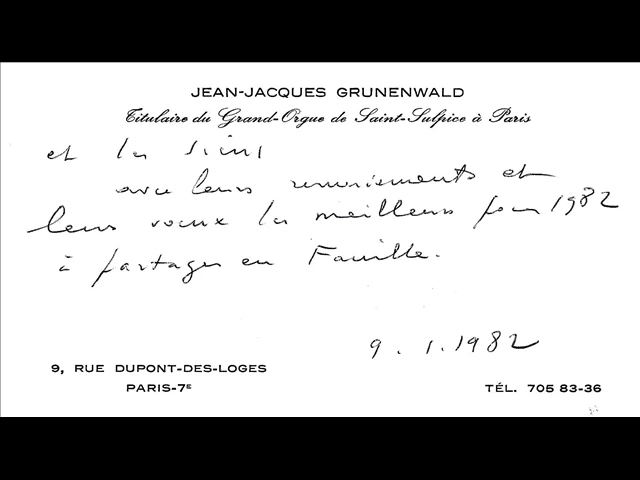 JEAN-JACQUES GRUNENWALD
Titulaire du Grand-Orgue de Saint-Sulpice à Paris
et les siens
avec leurs remerciements et
leurs vœux les meilleurs pour 1982
à partager en Famille.
9.1.1982
9, RUE DUPONT-DES-LOGES
PARIS-7E
TÉL. 705 83-36